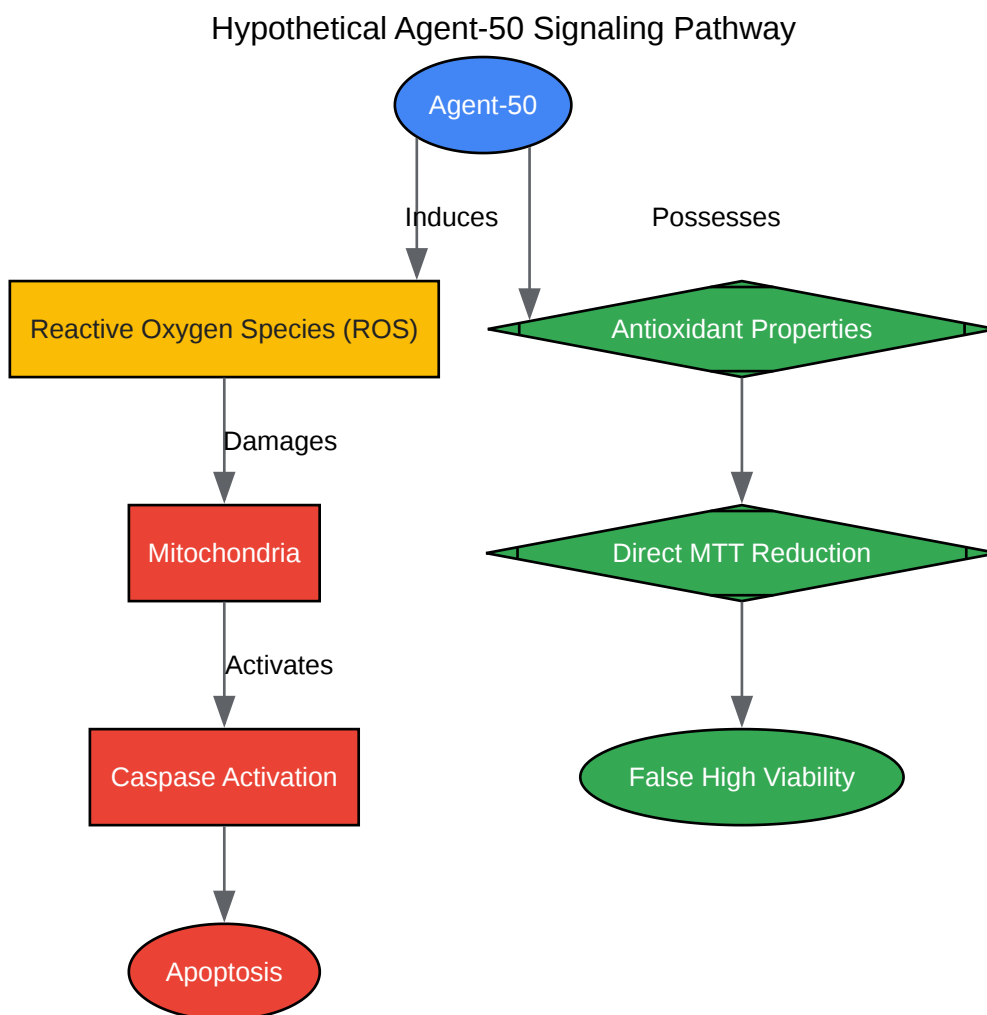 Hypothetical Agent-50 Signaling Pathway
Agent-50
Induces
Possesses
Reactive Oxygen Species (ROS)
Antioxidant Properties
Damages
Mitochondria
Direct MTT Reduction
Activates
Caspase Activation
False High Viability
Apoptosis